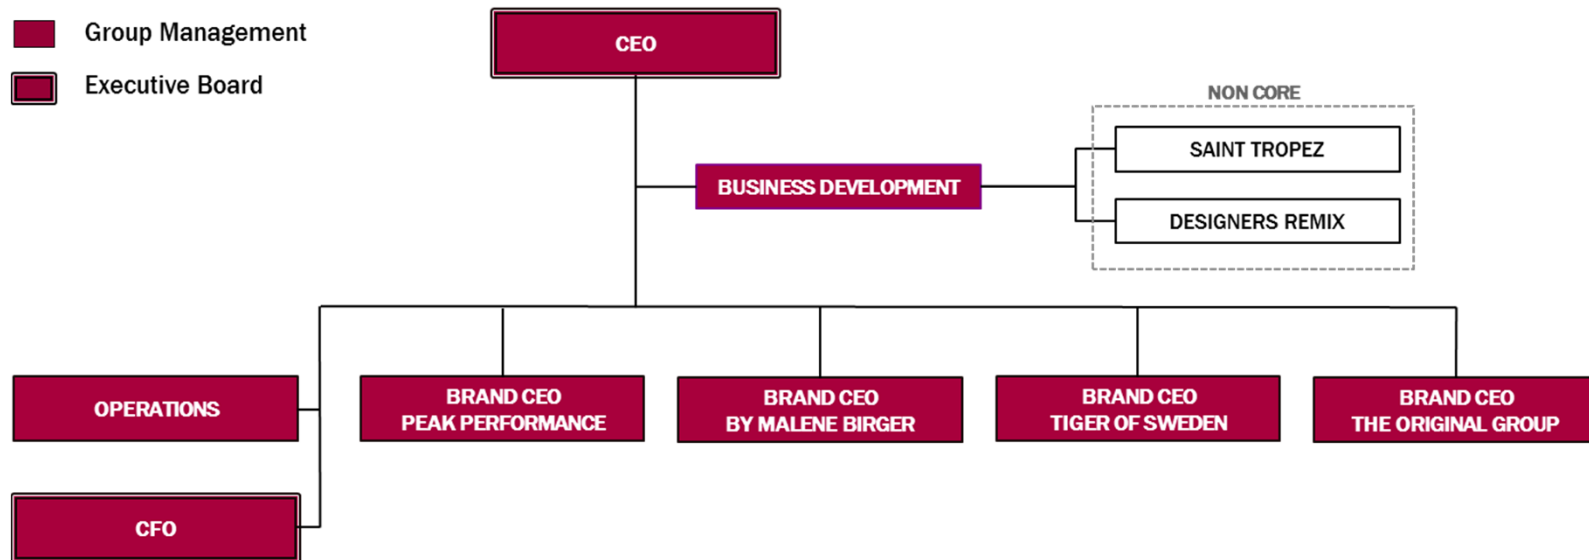 Group Management
Executive Board
CEO
NON CORE
SAINT TROPEZ
BUSINESS DEVELOPMENT
DESIGNERS REMIX
OPERATIONS
BRAND CEO
PEAK PERFORMANCE
BRAND CEO
BY MALENE BIRGER
BRAND CEO
TIGER OF SWEDEN
BRAND CEO
THE ORIGINAL GROUP
CFO